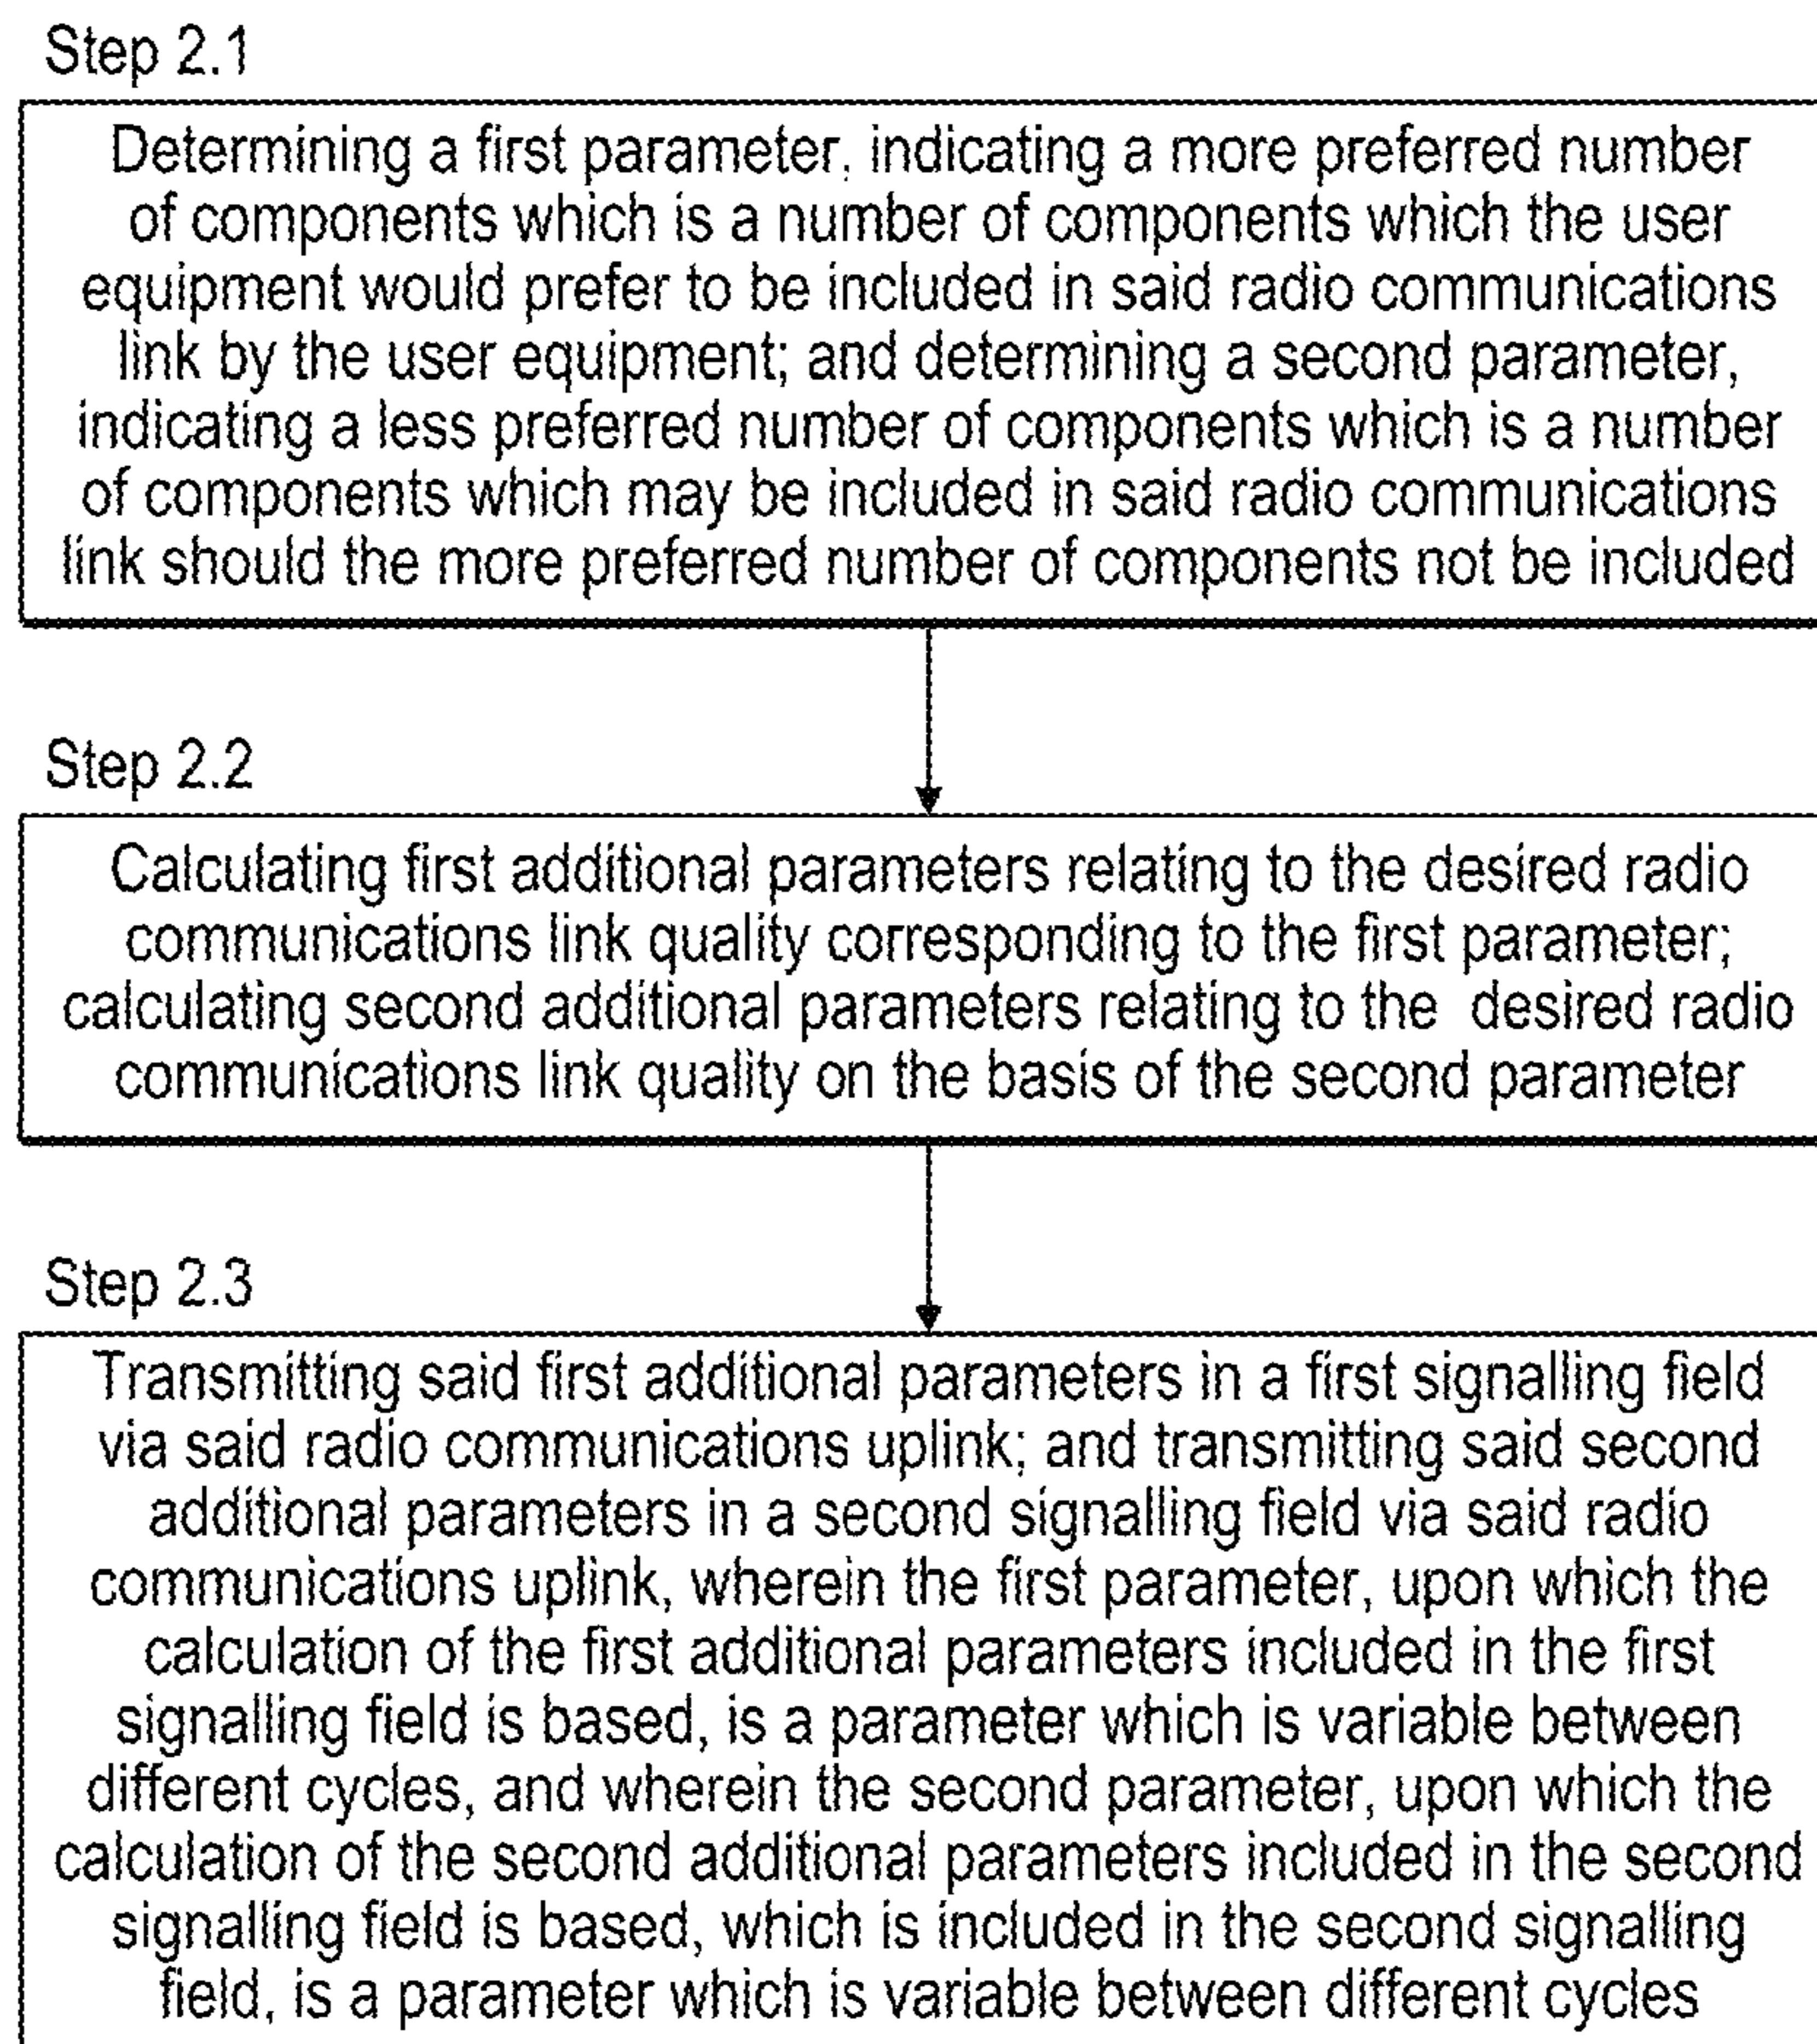 Step 2.1
Determining a first parameter, indicating a more preferred number
of components which is a number of components which the user
equipment would prefer to be included in said radio communications
link by the user equipment; and determining a second parameter,
indicating a less preferred number of components which is a number
of components which may be included in said radio communications
link should the more preferred number of components not be included
Step 2.2
Calculating first additional parameters relating to the desired radio
communications link quality corresponding to the first parameter;
calculating second additional parameters relating to the desired radio
communications link quality on the basis of the second parameter
Step 2.3
Transmitting said first additional parameters in a first signalling field
via said radio communications uplink; and transmitting said second
additional parameters in a second signalling field via said radio
communications uplink, wherein the first parameter, upon which the
calculation of the first additional parameters included in the first
signalling field is based, is a parameter which is variable between
different cycles, and wherein the second parameter, upon which the
calculation of the second additional parameters included in the second
signalling field is based, which is included in the second signalling
field, is a parameter which is variable between different cycles